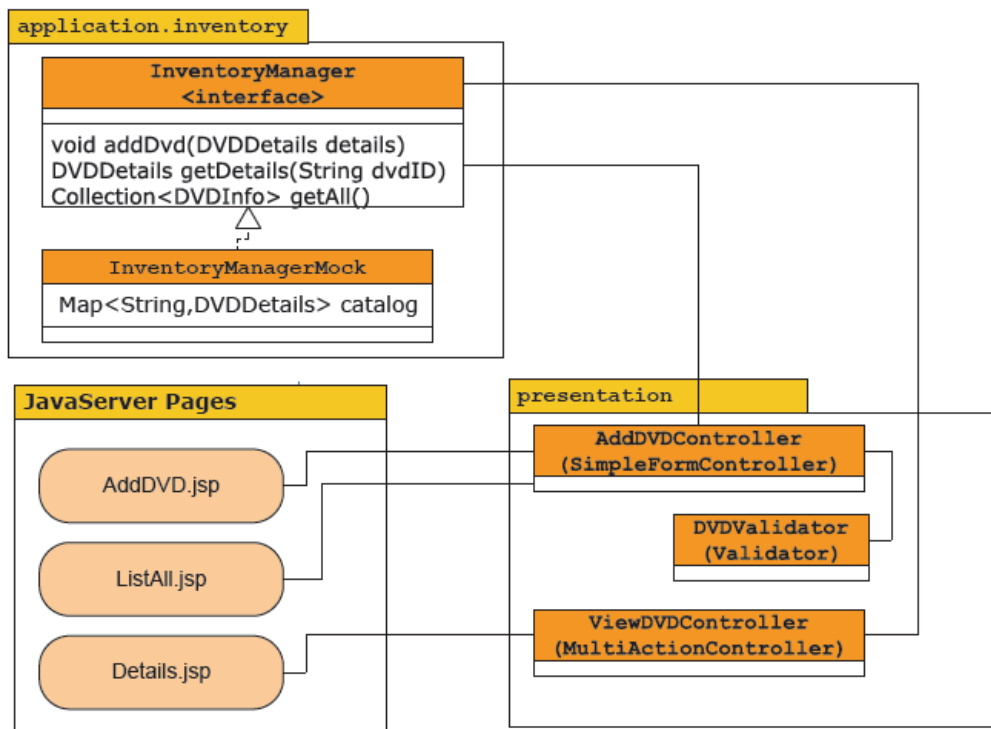 application.inventory
InventoryManager
<interface>
void addDvd(DVDDetails details)
DVDDetails getDetails(String dvdID)
Collection<DVDInfo> getAll()
InventoryManagerMock
Map<String,DVDDetails> catalog
JavaServer Pages
AddDVD.jsp
ListAll.jsp
Details.jsp
presentation
AddDVDController
(SimpleFormController)
DVDValidator
(Validator)
ViewDVDController
(MultiActionController)